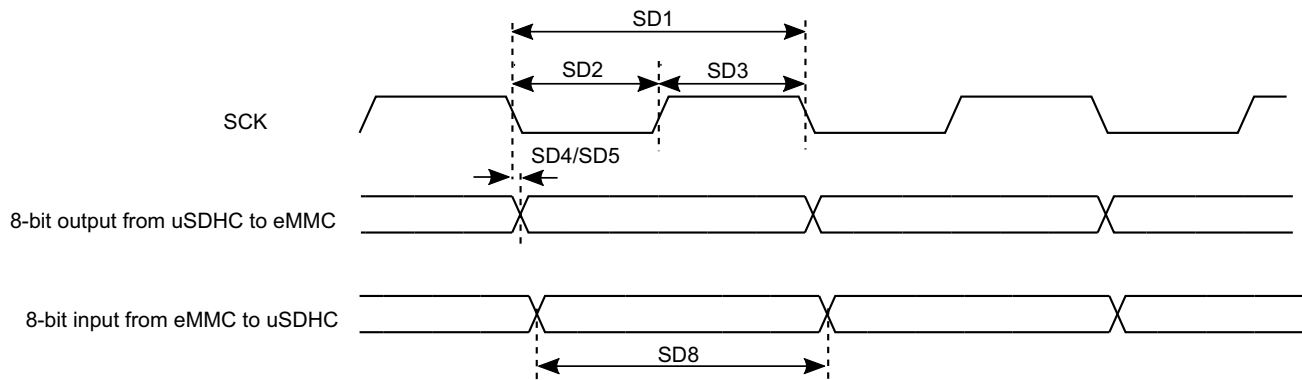 SD1
SD2
SD3
SCK
SD4/SD5
8-bit output from uSDHC to eMMC
8-bit input from eMMC to uSDHC
SD8